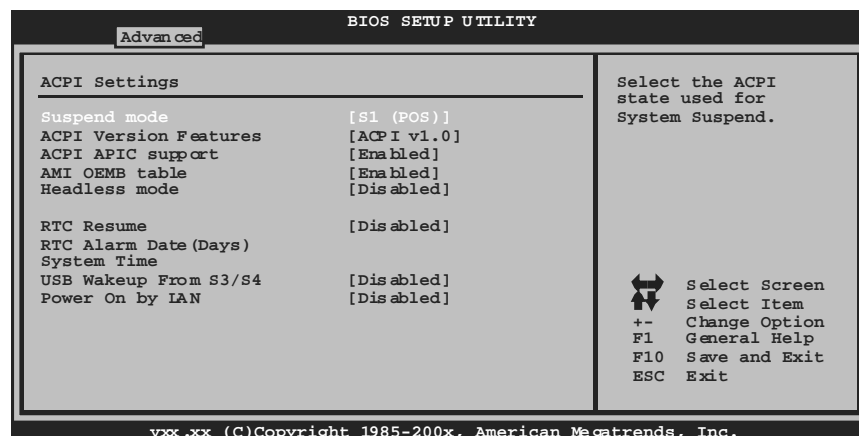 BIOS SETUP UTILITY
Advanced
ACPI Settings
Suspend mode [S1 (POS)]
ACPI Version Features [ACPI v1.0]
ACPI APIC support [Enabled]
AMI OEMB table [Enabled]
Headless mode [Disabled]
RTC Resume [Disabled]
RTC Alarm Date(Days)
System Time
USB Wakeup From S3/S4 [Disabled]
Power On by LAN [Disabled]
Select the ACPI
state used for
System Suspend.
Select Screen
Select Item
+- Change Option
F1 General Help
F10 Save and Exit
ESC Exit
vxx.xx (C)Copyright 1985-200x, American Megatrends, Inc.